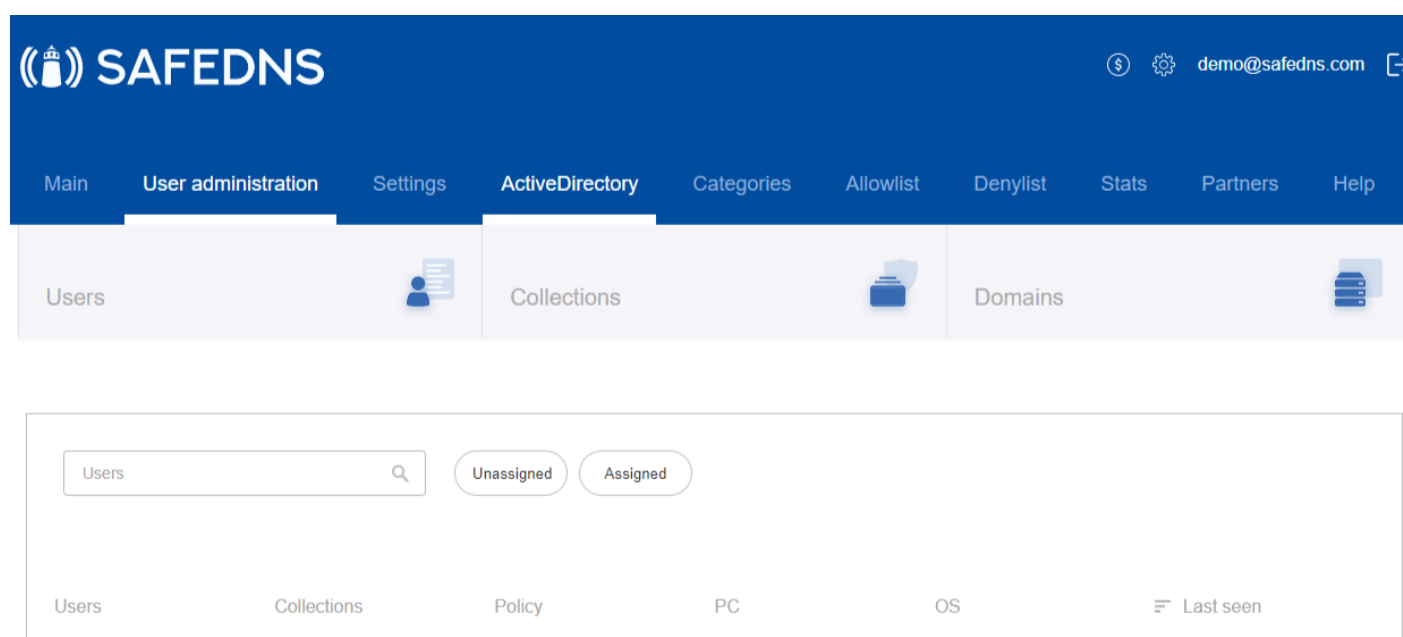 SAFEDNS
demo@safedns.com
Main User administration Settings ActiveDirectory Categories Allowlist Denylist Stats Partners Help
Users Collections Domains
Users Unassigned Assigned
Users Collections Policy PC OS Last seen